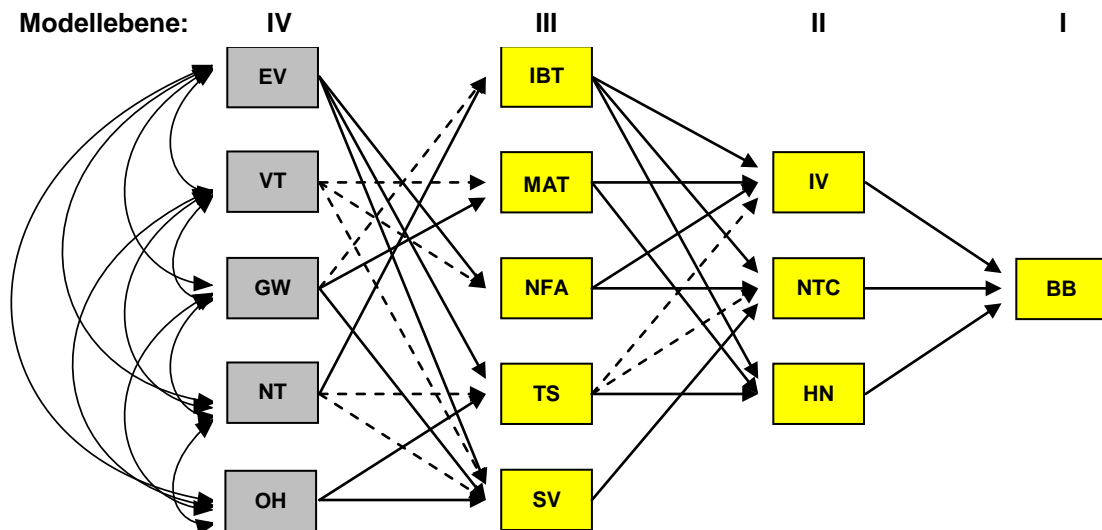 Modellebene: IV III II I
EV IBT
VT MAT IV
GW NFA NTC BB
NT TS HN
OH SV